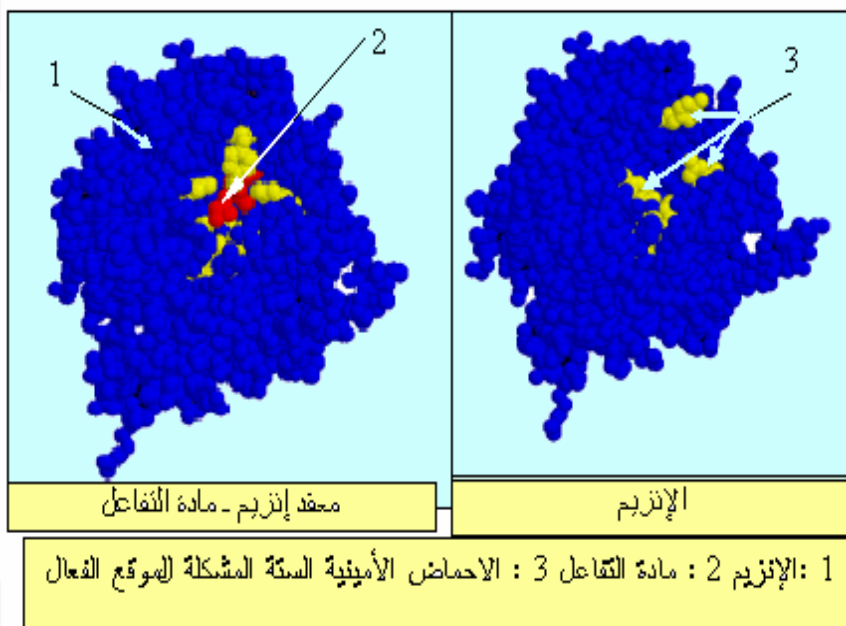 1
2
3
معقد إنزيم ـ مادة التفاعل
الإنزيم
1 :الإنزيم 2 : مادة التفاعل 3 : الاحماض الأمينية الستة المشكلة للموقع الفعال